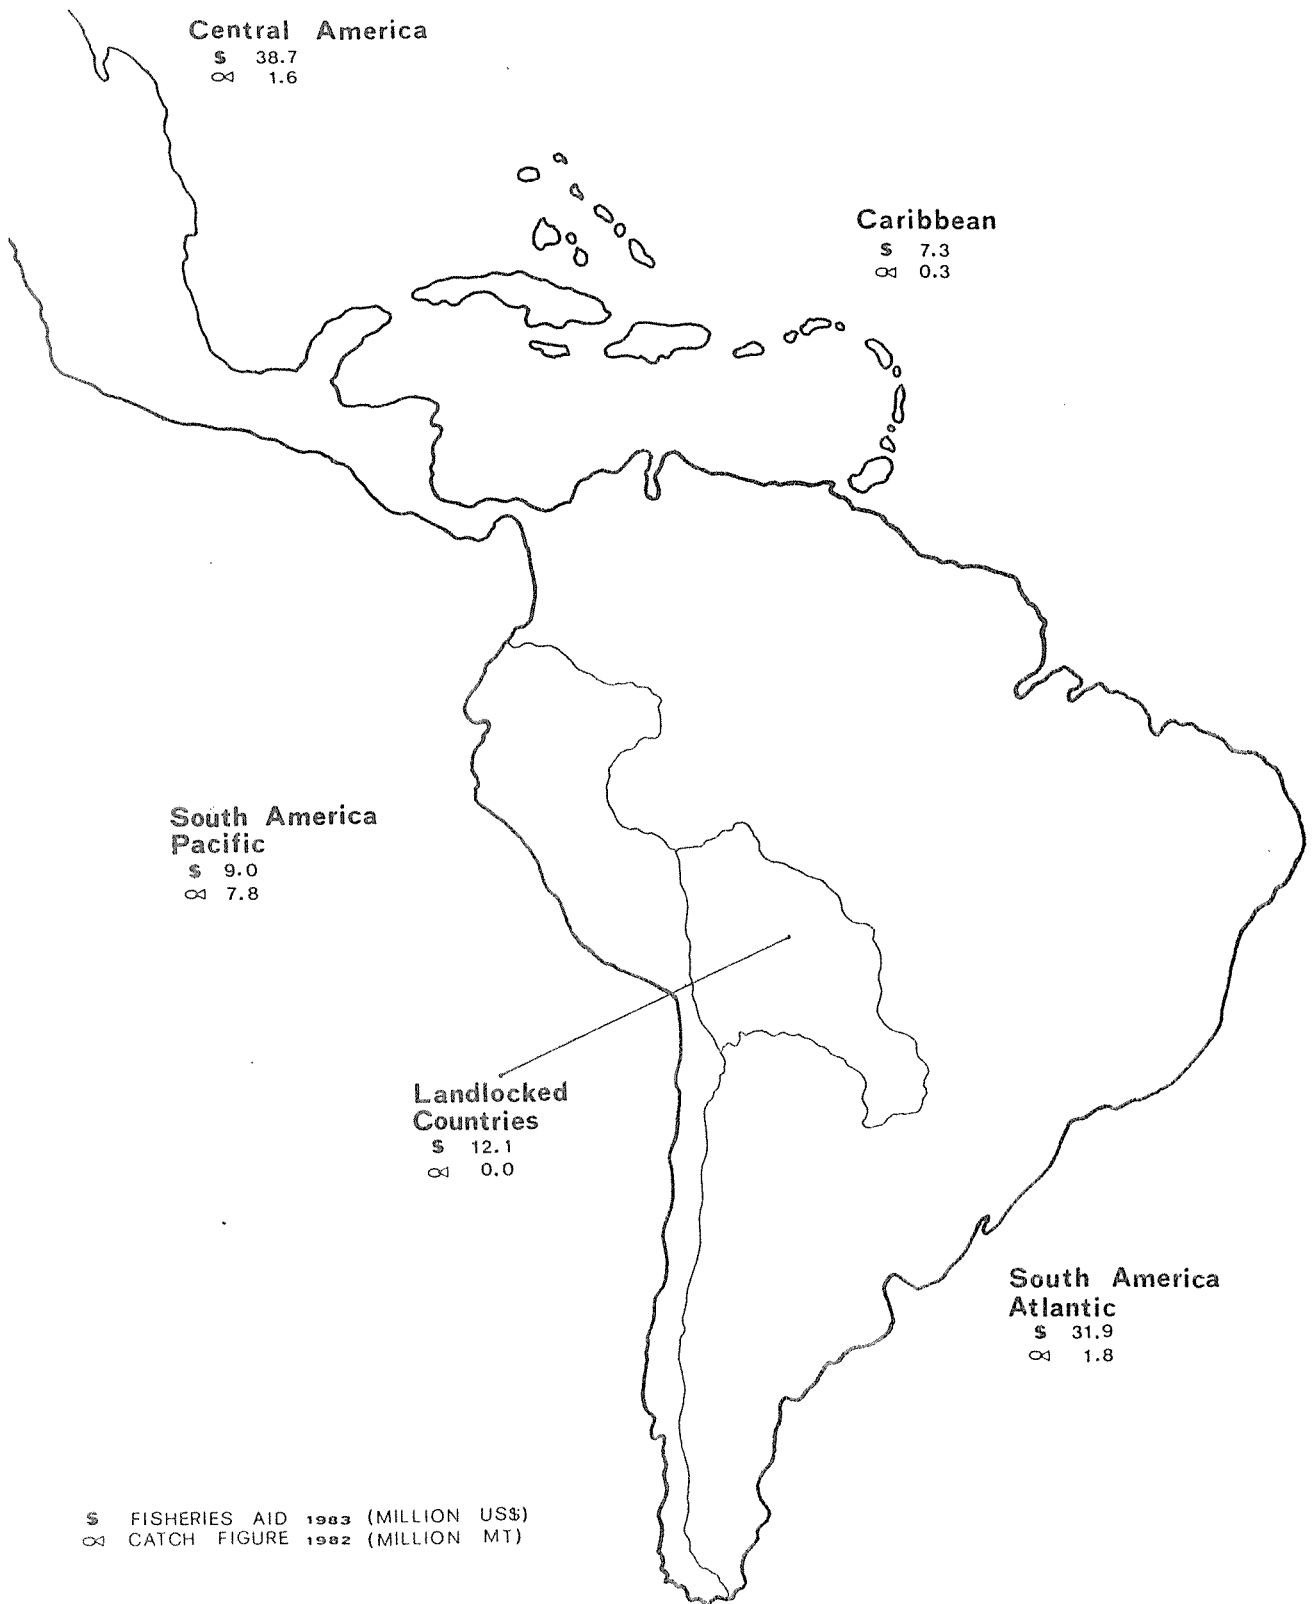 Central America
$ 38.7
1.6
Caribbean
$ 7.3
0.3
South America
Pacific
$ 9.0
7.8
Landlocked
Countries
$ 12.1
0.0
South America
Atlantic
$ 31.9
1.8
$ FISHERIES AID 1983 (MILLION US$)
CATCH FIGURE 1982 (MILLION MT)